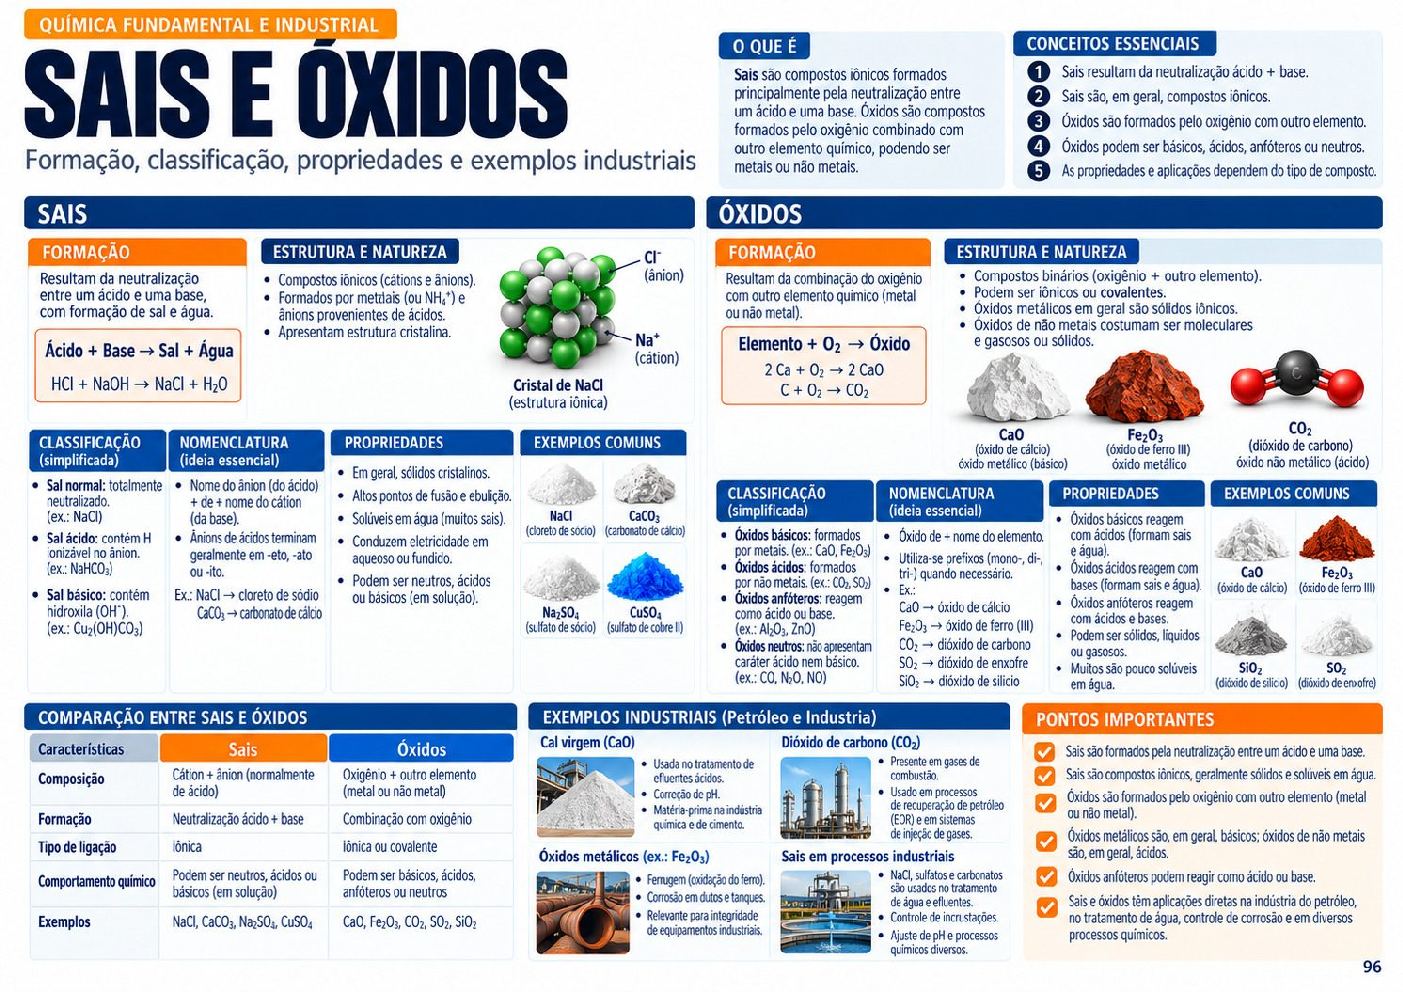 QUÍMICA FUNDAMENTAL E INDUSTRIAL
SAIS E ÓXIDOS
Formação, classificação, propriedades e exemplos industriais
O QUE É
Sais são compostos iônicos formados
principalmente pela neutralização entre
um ácido e uma base. Óxidos são compostos
formados pelo oxigênio combinado com
outro elemento químico, podendo ser
metais ou não metais.
CONCEITOS ESSENCIAIS
1 Sais resultam da neutralização ácido + base.
2 Sais são, em geral, compostos iônicos.
3 Óxidos são formados pelo oxigênio com outro elemento.
4 Óxidos podem ser básicos, ácidos, anfóteros ou neutros.
5 As propriedades e aplicações dependem do tipo de composto.
SAIS
FORMAÇÃO
Resultam da neutralização
entre um ácido e uma base,
com formação de sal e água.
Ácido + Base → Sal + Água
HCl + NaOH → NaCl + H₂O
ESTRUTURA E NATUREZA
• Compostos iônicos (cátions e ânions).
• Formados por metdais (ou NH₄⁺) e
ânions provenientes de ácidos.
• Apresentam estrutura cristalina.
Cl⁻
(ânion)
Na⁺
(cátion)
Cristal de NaCl
(estrutura iônica)
CLASSIFICAÇÃO
(simplificada)
• Sal normal: totalmente
neutralizado.
(ex.: NaCl)
• Sal ácido: contém H
ionizável no ânion.
(ex.: NaHCO₃)
• Sal básico: contém
hidroxila (OH⁻).
(ex.: Cu₂(OH)CO₃)
NOMENCLATURA
(ideia essencial)
• Nome do ânion (do ácido)
+ de + nome do cátion
(da base).
• Ânions de ácidos terminam
geralmente em -eto, -ato
ou -ito.
Ex.: NaCl → cloreto de sódio
CaCO₃ → carbonato de cálcio
PROPRIEDADES
• Em geral, sólidos cristalinos.
• Altos pontos de fusão e ebulição.
• Solúveis em água (muitos sais).
• Conduzem eletricidade em
aqueoso ou fundido.
• Podem ser neutros, ácidos
ou básicos (em solução).
EXEMPLOS COMUNS
NaCl
(cloreto de sócio)
CaCO₃
(carbonato de cálcio)
Na₂SO₄
(sulfato de sócio)
CuSO₄
(sulfato de cobre II)
ÓXIDOS
FORMAÇÃO
Resultam da combinação do oxigênio
com outro elemento químico (metal
ou não metal).
Elemento + O₂ → Óxido
2 Ca + O₂ → 2 CaO
C + O₂ → CO₂
ESTRUTURA E NATUREZA
• Compostos binários (oxigênio + outro elemento).
• Podem ser iônicos ou covalentes.
• Óxidos metálicos em geral são sólidos iônicos.
• Óxidos de não metais costumam ser moleculares
e gasosos ou sólidos.
C
CaO
(óxido de cálcio)
óxido metálico (básico)
Fe₂O₃
(óxido de ferro III)
óxido metálico
CO₂
(dióxido de carbono)
óxido não metálico (ácido)
CLASSIFICAÇÃO
(simplificada)
• Óxidos básicos: formados
por metais. (ex.: CaO, Fe₂O₃)
• Óxidos ácidos: formados
por não metais. (ex.: CO₂, SO₂)
• Óxidos anfóteros: reagem
como ácido ou base.
(ex.: Al₂O₃, ZnO)
• Óxidos neutros: não apresentam
caráter ácido nem básico.
(ex.: CO, N₂O, NO)
NOMENCLATURA
(ideia essencial)
• Óxido de + nome do elemento.
• Utiliza-se prefixos (mono-, di-,
tri-) quando necessário.
• Ex.:
CaO → óxido de cálcio
Fe₂O₃ → óxido de ferro (III)
CO₂ → dióxido de carbono
SO₂ → dióxido de enxofre
SiO₂ → dióxido de silício
PROPRIEDADES
• Óxidos básicos reagem
com ácidos (formam sais
e água).
• Óxidos ácidos reagem com
bases (formam sais e água).
• Óxidos anfóteros reagem
com ácidos e bases.
• Podem ser sólidos, líquidos
ou gasosos.
• Muitos são pouco solúveis
em água.
EXEMPLOS COMUNS
CaO
(óxido de cálcio)
Fe₂O₃
(óxido de ferro III)
SiO₂
(dióxido de silício)
SO₂
(dióxido de enxofre)
COMPARAÇÃO ENTRE SAIS E ÓXIDOS
Características Sais Óxidos
Composição Cátion + ânion (normalmente de ácido) Oxigênio + outro elemento (metal ou não metal)
Formação Neutralização ácido + base Combinação com oxigênio
Tipo de ligação Iônica Iônica ou covalente
Comportamento químico Podem ser neutros, ácidos ou básicos (em solução) Podem ser básicos, ácidos, anfóteros ou neutros
Exemplos NaCl, CaCO₃, Na₂SO₄, CuSO₄ CaO, Fe₂O₃, CO₂, SO₂, SiO₂
EXEMPLOS INDUSTRIAIS (Petróleo e Industria)
Cal virgem (CaO)
• Usada no tratamento de
efluentes ácidos.
• Correção de pH.
• Matéria-prima na indústria
química e de cimento.
Dióxido de carbono (CO₂)
• Presente em gases de
combustão.
• Usado em processos
de recuperação de petróleo
(EOR) e em sistemas
de injeção de gases.
Óxidos metálicos (ex.: Fe₂O₃)
• Ferrugem (oxidação do ferro).
• Corrosão em dutos e tanques.
• Relevante para integridade
de equipamentos industriais.
Sais em processos industriais
• NaCl, sulfatos e carbonatos
são usados no tratamento
de água e efluentes.
• Controle de incrustações.
• Ajuste de pH e processos
químicos diversos.
PONTOS IMPORTANTES
Sais são formados pela neutralização entre um ácido e uma base.
Sais são compostos iônicos, geralmente sólidos e solúveis em água.
Óxidos são formados pelo oxigênio com outro elemento (metal
ou não metal).
Óxidos metálicos são, em geral, básicos; óxidos de não metais
são, em geral, ácidos.
Óxidos anfóteros podem reagir como ácido ou base.
Sais e óxidos têm aplicações diretas na indústria do petróleo,
no tratamento de água, controle de corrosão e em diversos
processos químicos.
96